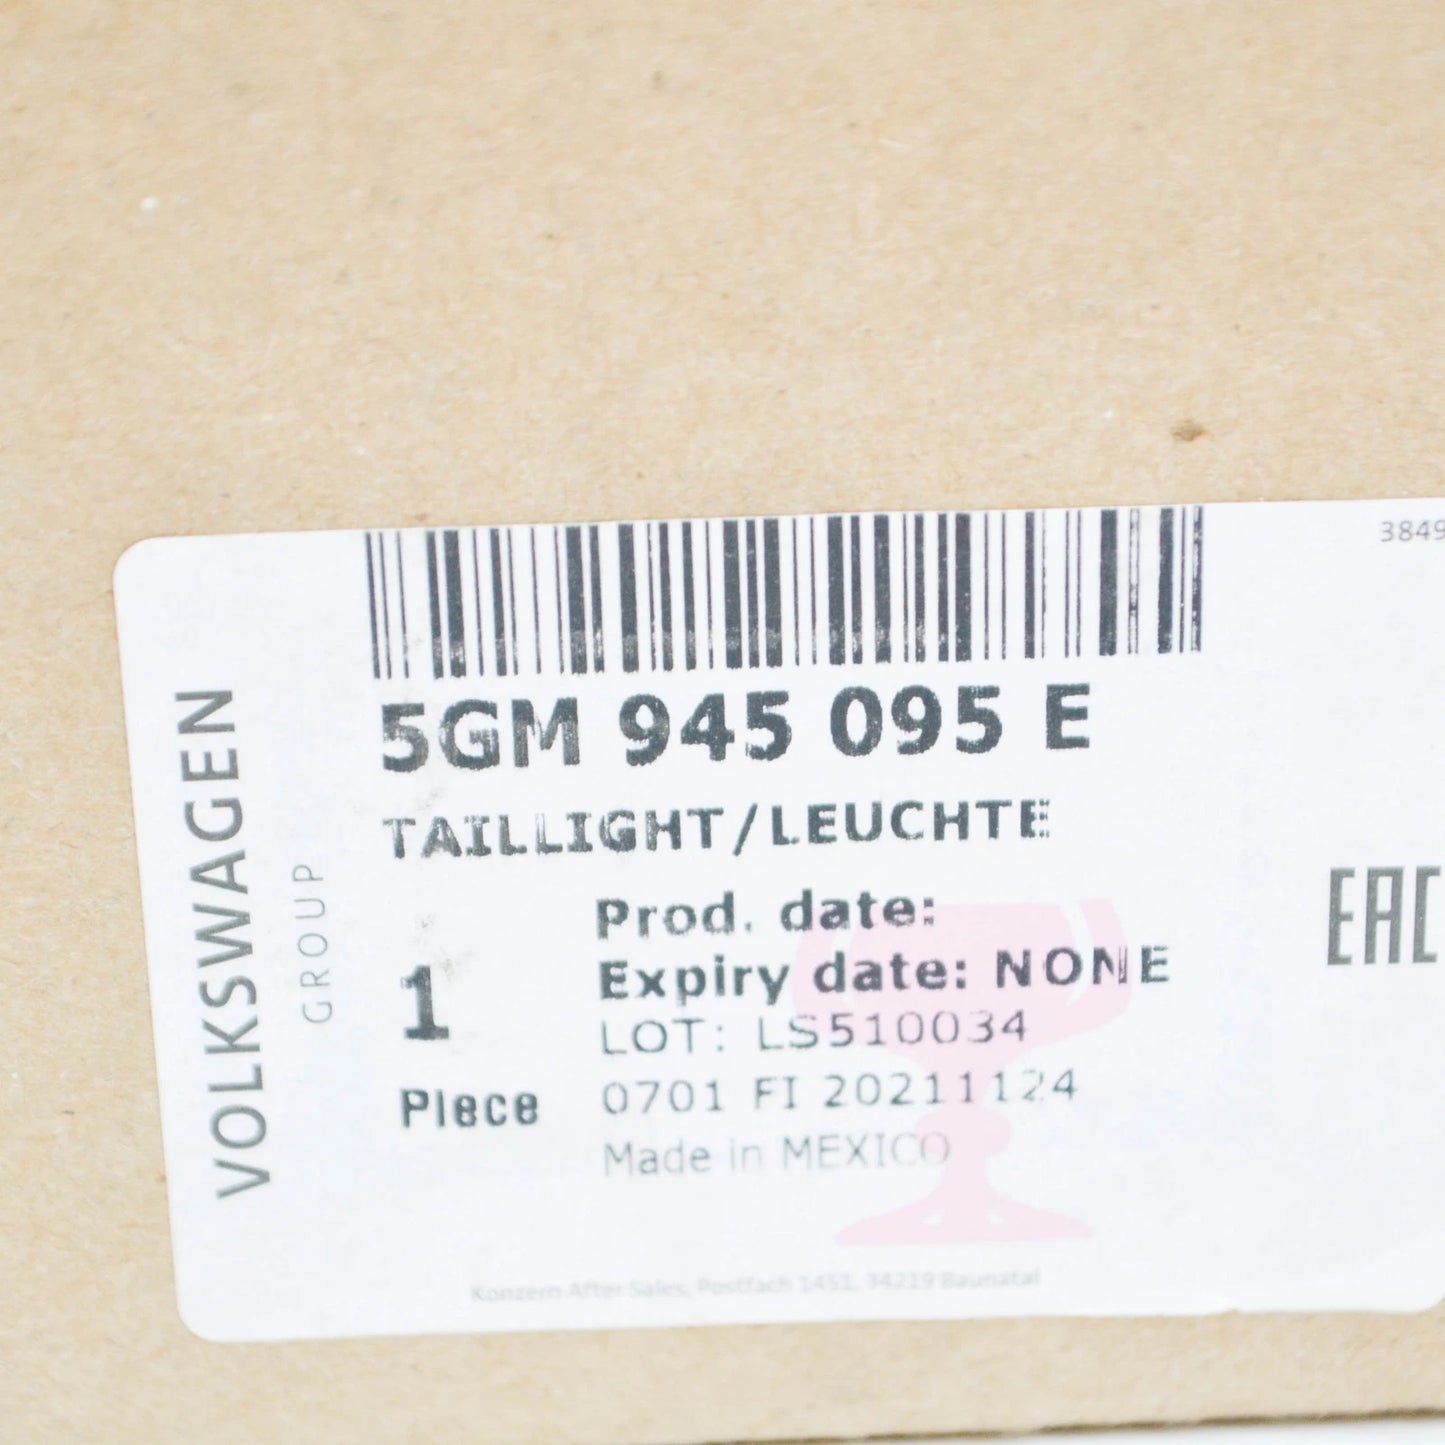 3849
5GM 945 095 E
TAILLIGHT/LEUCHTE
VOLKSWAGEN
GROUP
1
Piece
Prod. date:
Expiry date: NONE
LOT: LS510034
0701 FI 20211124
Made in MEXICO
EAC
Konzern After Sales, Postfach 1451, 34219 Baunatal